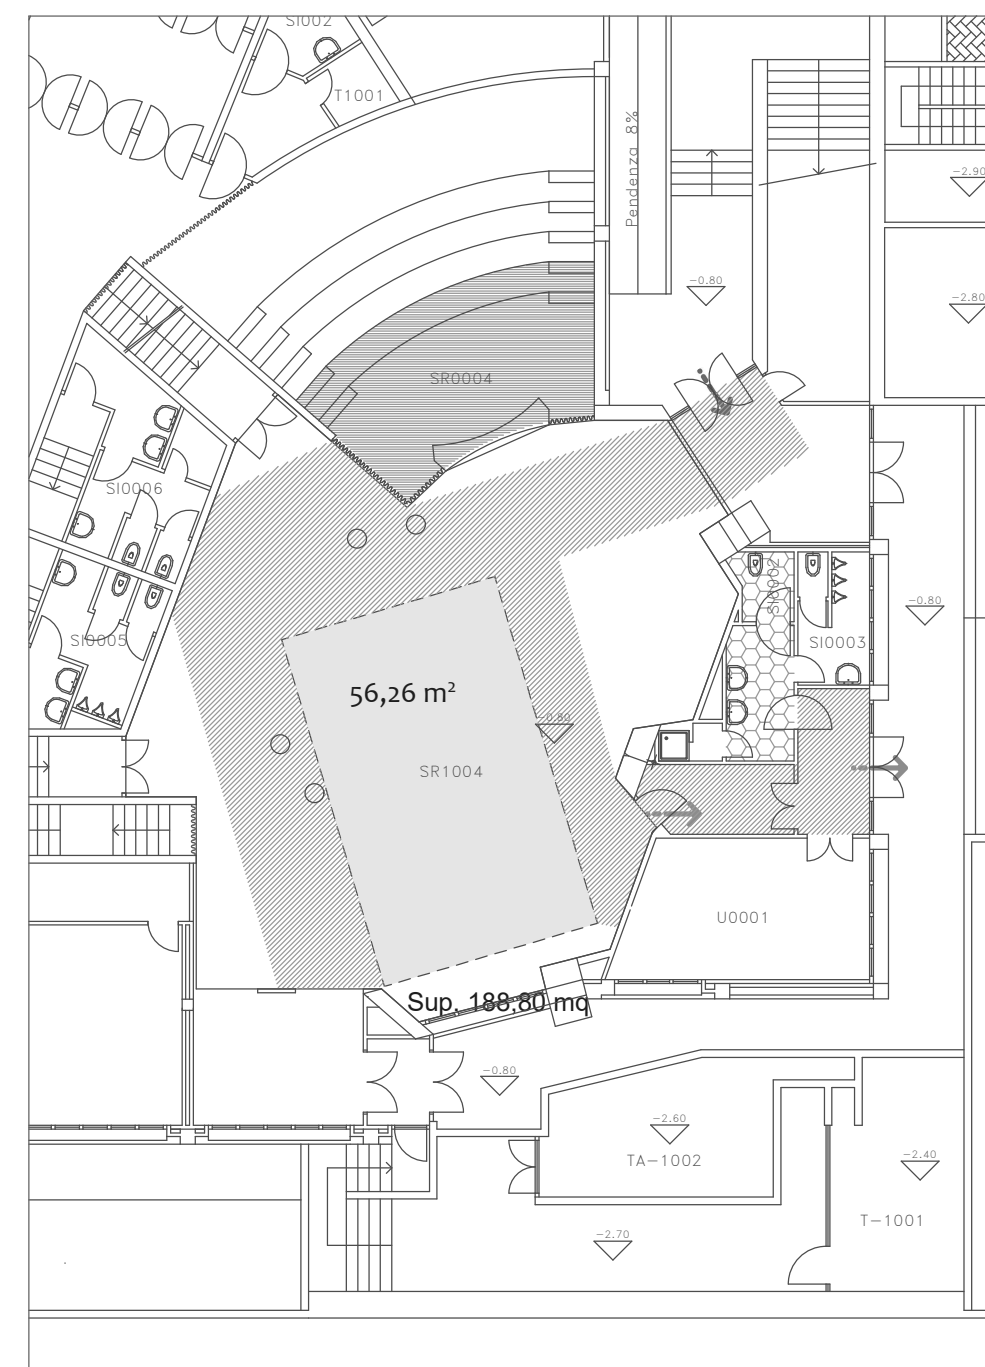 SI002
T1001
Pendenza 8%
-2.90
-0.80
-2.80
SR0004
SI0006
SI0002
-0.80
SI0005
SI0003
56,26 m²
-0.80
SR1004
U0001
Sup. 188,80 mq
-0.80
-2.60
TA-1002
-2.40
T-1001
-2.70